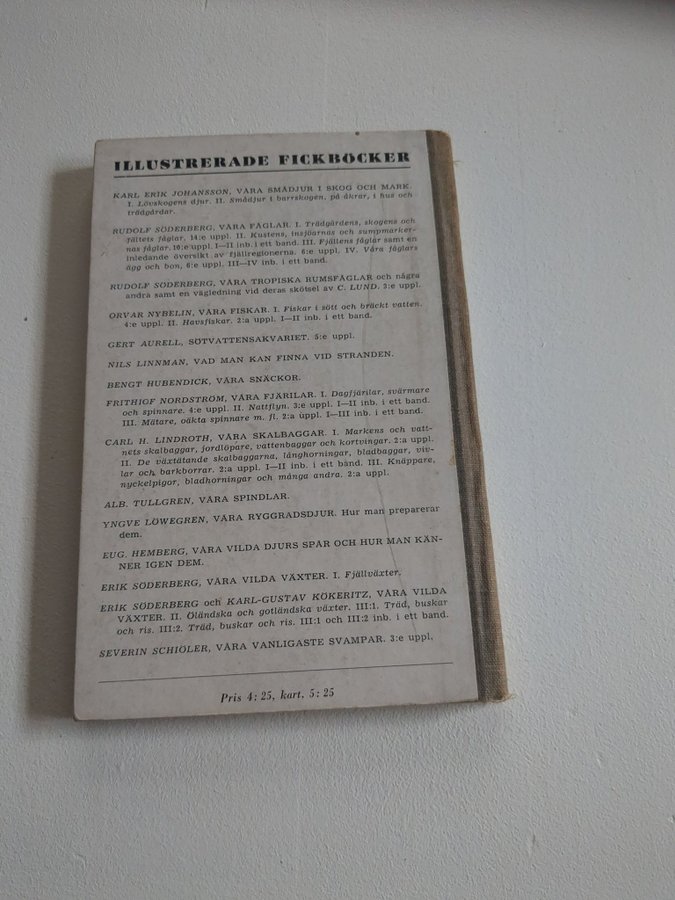 ILLUSTRERADE FICKBÖCKER
KARL ERIK JOHANSSON, VÅRA SMÅDJUR I SKOG OCH MARK.
I. Lövskogens djur. II. Smådjur i barrskogen, på åkrar, i hus och
trädgårdar.
RUDOLF SÖDERBERG, VÅRA FÅGLAR. I. Trädgårdens, skogens och
fältets fåglar, 14:e uppl. II. Kustens, insjöarnas och sumpmarker-
nas fåglar, 10:e uppl. I—II inb. i ett band. III. Fjällens fåglar samt en
inledande översikt av fjällregionerna. 6:e uppl. IV. Våra fåglars
ägg och bon, 6:e uppl. III—IV inb. i ett band.
RUDOLF SÖDERBERG, VÅRA TROPISKA RUMSFÅGLAR och några
andra samt en vägledning vid deras skötsel av C. LUND. 3:e uppl.
ORVAR NYBELIN, VÅRA FISKAR. I. Fiskar i sött och bräckt vatten.
4:e uppl. II. Havsfiskar. 2:a uppl. I—II inb. i ett band.
GERT AURELL, SÖTVATTENSAKVARIET. 5:e uppl.
NILS LINNMAN, VAD MAN KAN FINNA VID STRANDEN.
BENGT HUBENDICK, VÅRA SNÄCKOR.
FRITHIOF NORDSTRÖM, VÅRA FJÄRILAR. I. Dagfjärilar, svärmare
och spinnare. 4:e uppl. II. Nattflyn. 3:e uppl. I—II inb. i ett band.
III. Mätare, oäkta spinnare m. fl. 2:a uppl. I—III inb. i ett band.
CARL H. LINDROTH, VÅRA SKALBAGGAR. I. Markens och vatt-
nets skalbaggar, jordlöpare, vattenbaggar och kortvingar. 2:a uppl.
II. De växtätande skalbaggarna, långhorningar, bladbaggar, viv-
lar och barkborrar. 2:a uppl. I—II inb. i ett band. III. Knäppare,
nyckelpigor, bladhorningar och många andra. 2:a uppl.
ALB. TULLGREN, VÅRA SPINDLAR.
YNGVE LÖWEGREN, VÅRA RYGGRADSDJUR. Hur man preparerar
dem.
EUG. HEMBERG, VÅRA VILDA DJURS SPÅR OCH HUR MAN KÄN-
NER IGEN DEM.
ERIK SÖDERBERG, VÅRA VILDA VÄXTER. I. Fjällväxter.
ERIK SÖDERBERG och KARL-GUSTAV KÖKERITZ, VÅRA VILDA
VÄXTER. II. Öländska och gotländska växter. III:1. Träd, buskar
och ris. III:2. Träd, buskar och ris. III:1 och III:2 inb. i ett band.
SEVERIN SCHIÖLER, VÅRA VANLIGASTE SVAMPAR. 3:e uppl.
Pris 4: 25, kart. 5: 25